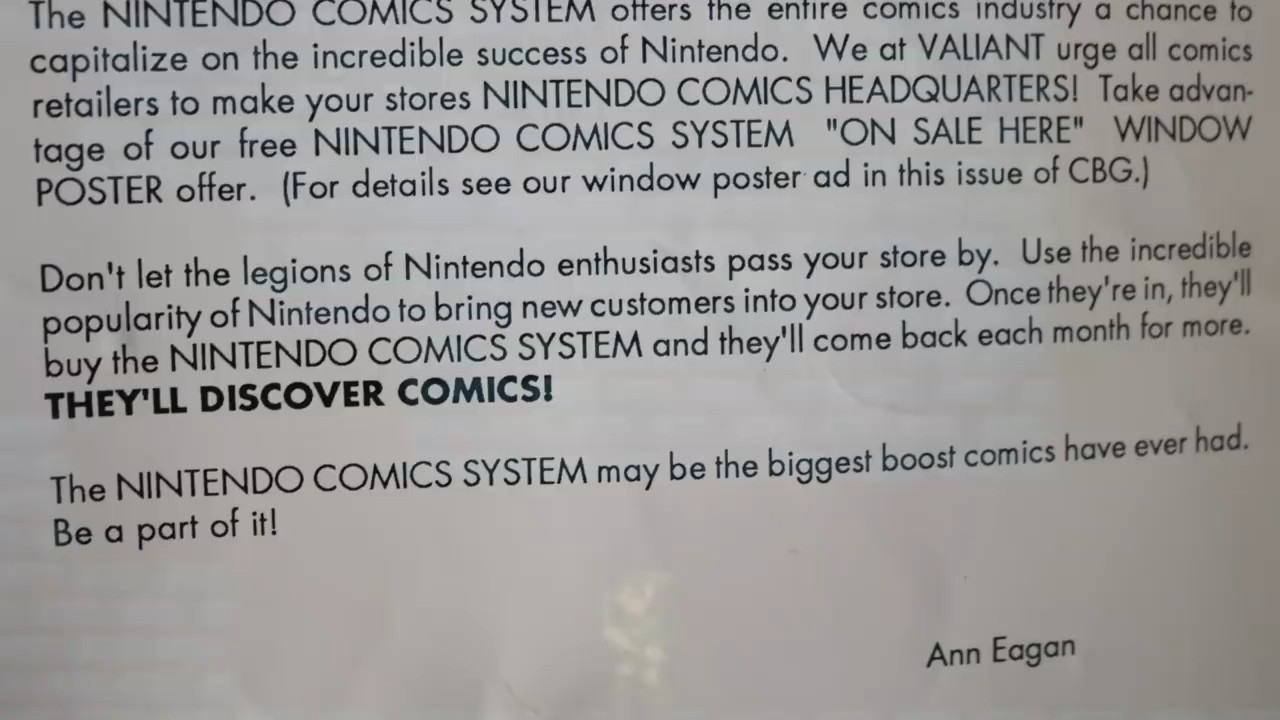 The NINTENDO COMICS SYSTEM offers the entire comics industry a chance to
capitalize on the incredible success of Nintendo. We at VALIANT urge all comics
retailers to make your stores NINTENDO COMICS HEADQUARTERS! Take advan-
tage of our free NINTENDO COMICS SYSTEM "ON SALE HERE" WINDOW
POSTER offer. (For details see our window poster ad in this issue of CBG.)
Don't let the legions of Nintendo enthusiasts pass your store by. Use the incredible
popularity of Nintendo to bring new customers into your store. Once they're in, they'll
buy the NINTENDO COMICS SYSTEM and they'll come back each month for more.
THEY'LL DISCOVER COMICS!
The NINTENDO COMICS SYSTEM may be the biggest boost comics have ever had.
Be a part of it!
Ann Eagan